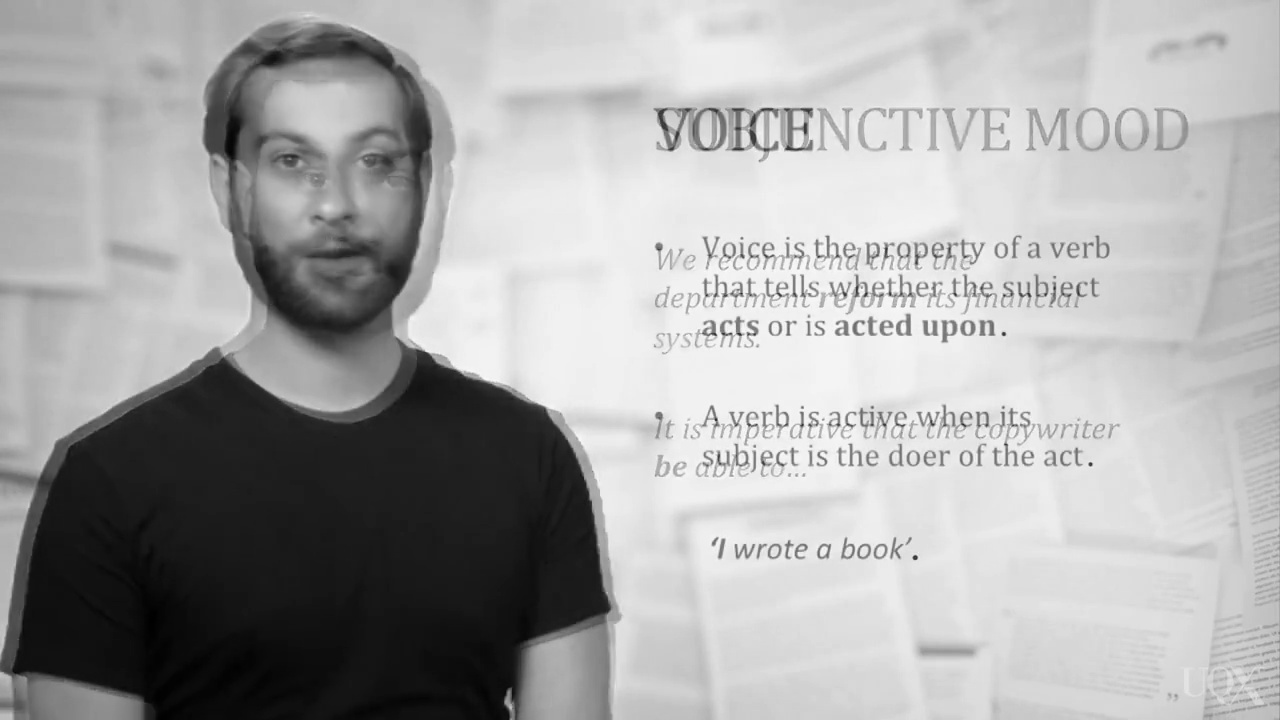 VOICE
SUBJUNCTIVE MOOD
• Voice is the property of a verb
that tells whether the subject
acts or is acted upon.
• A verb is active when its
subject is the doer of the act.
‘I wrote a book’.
We recommend that the
department reform its financial
systems.
It is imperative that the copywriter
be able to...
UQX